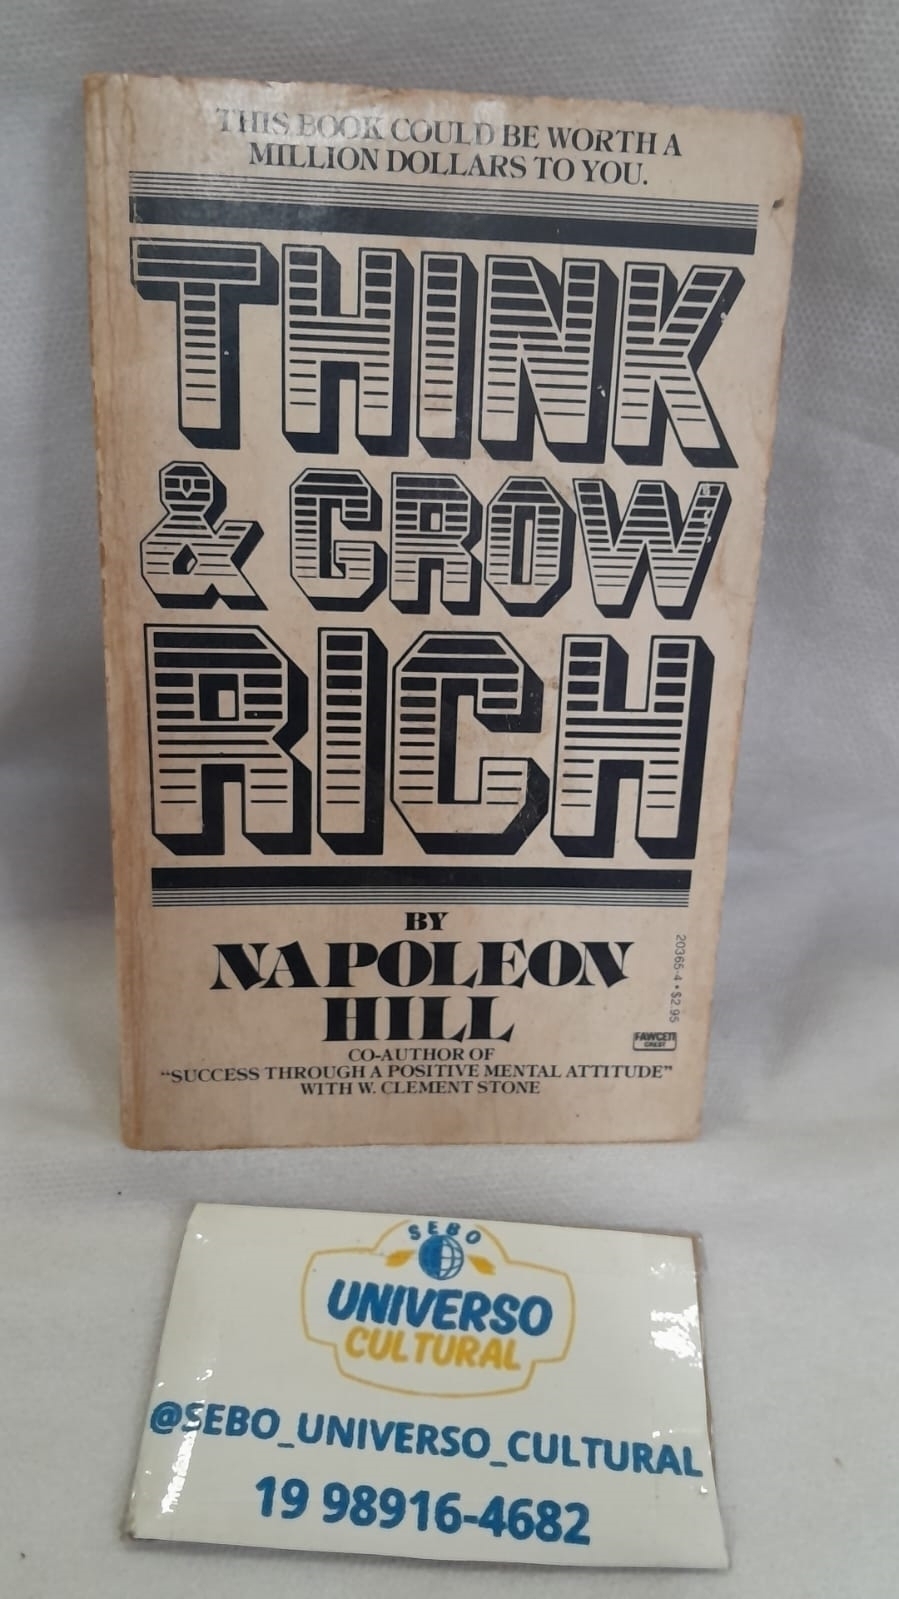 THIS BOOK COULD BE WORTH A
MILLION DOLLARS TO YOU.
THINK
& GROW
RICH
BY
NAPOLEON
HILL
20365-4 • $2.95
FAWCETT
CREST
CO-AUTHOR OF
"SUCCESS THROUGH A POSITIVE MENTAL ATTITUDE"
WITH W. CLEMENT STONE
SEBO
UNIVERSO
CULTURAL
@SEBO_UNIVERSO_CULTURAL
19 98916-4682